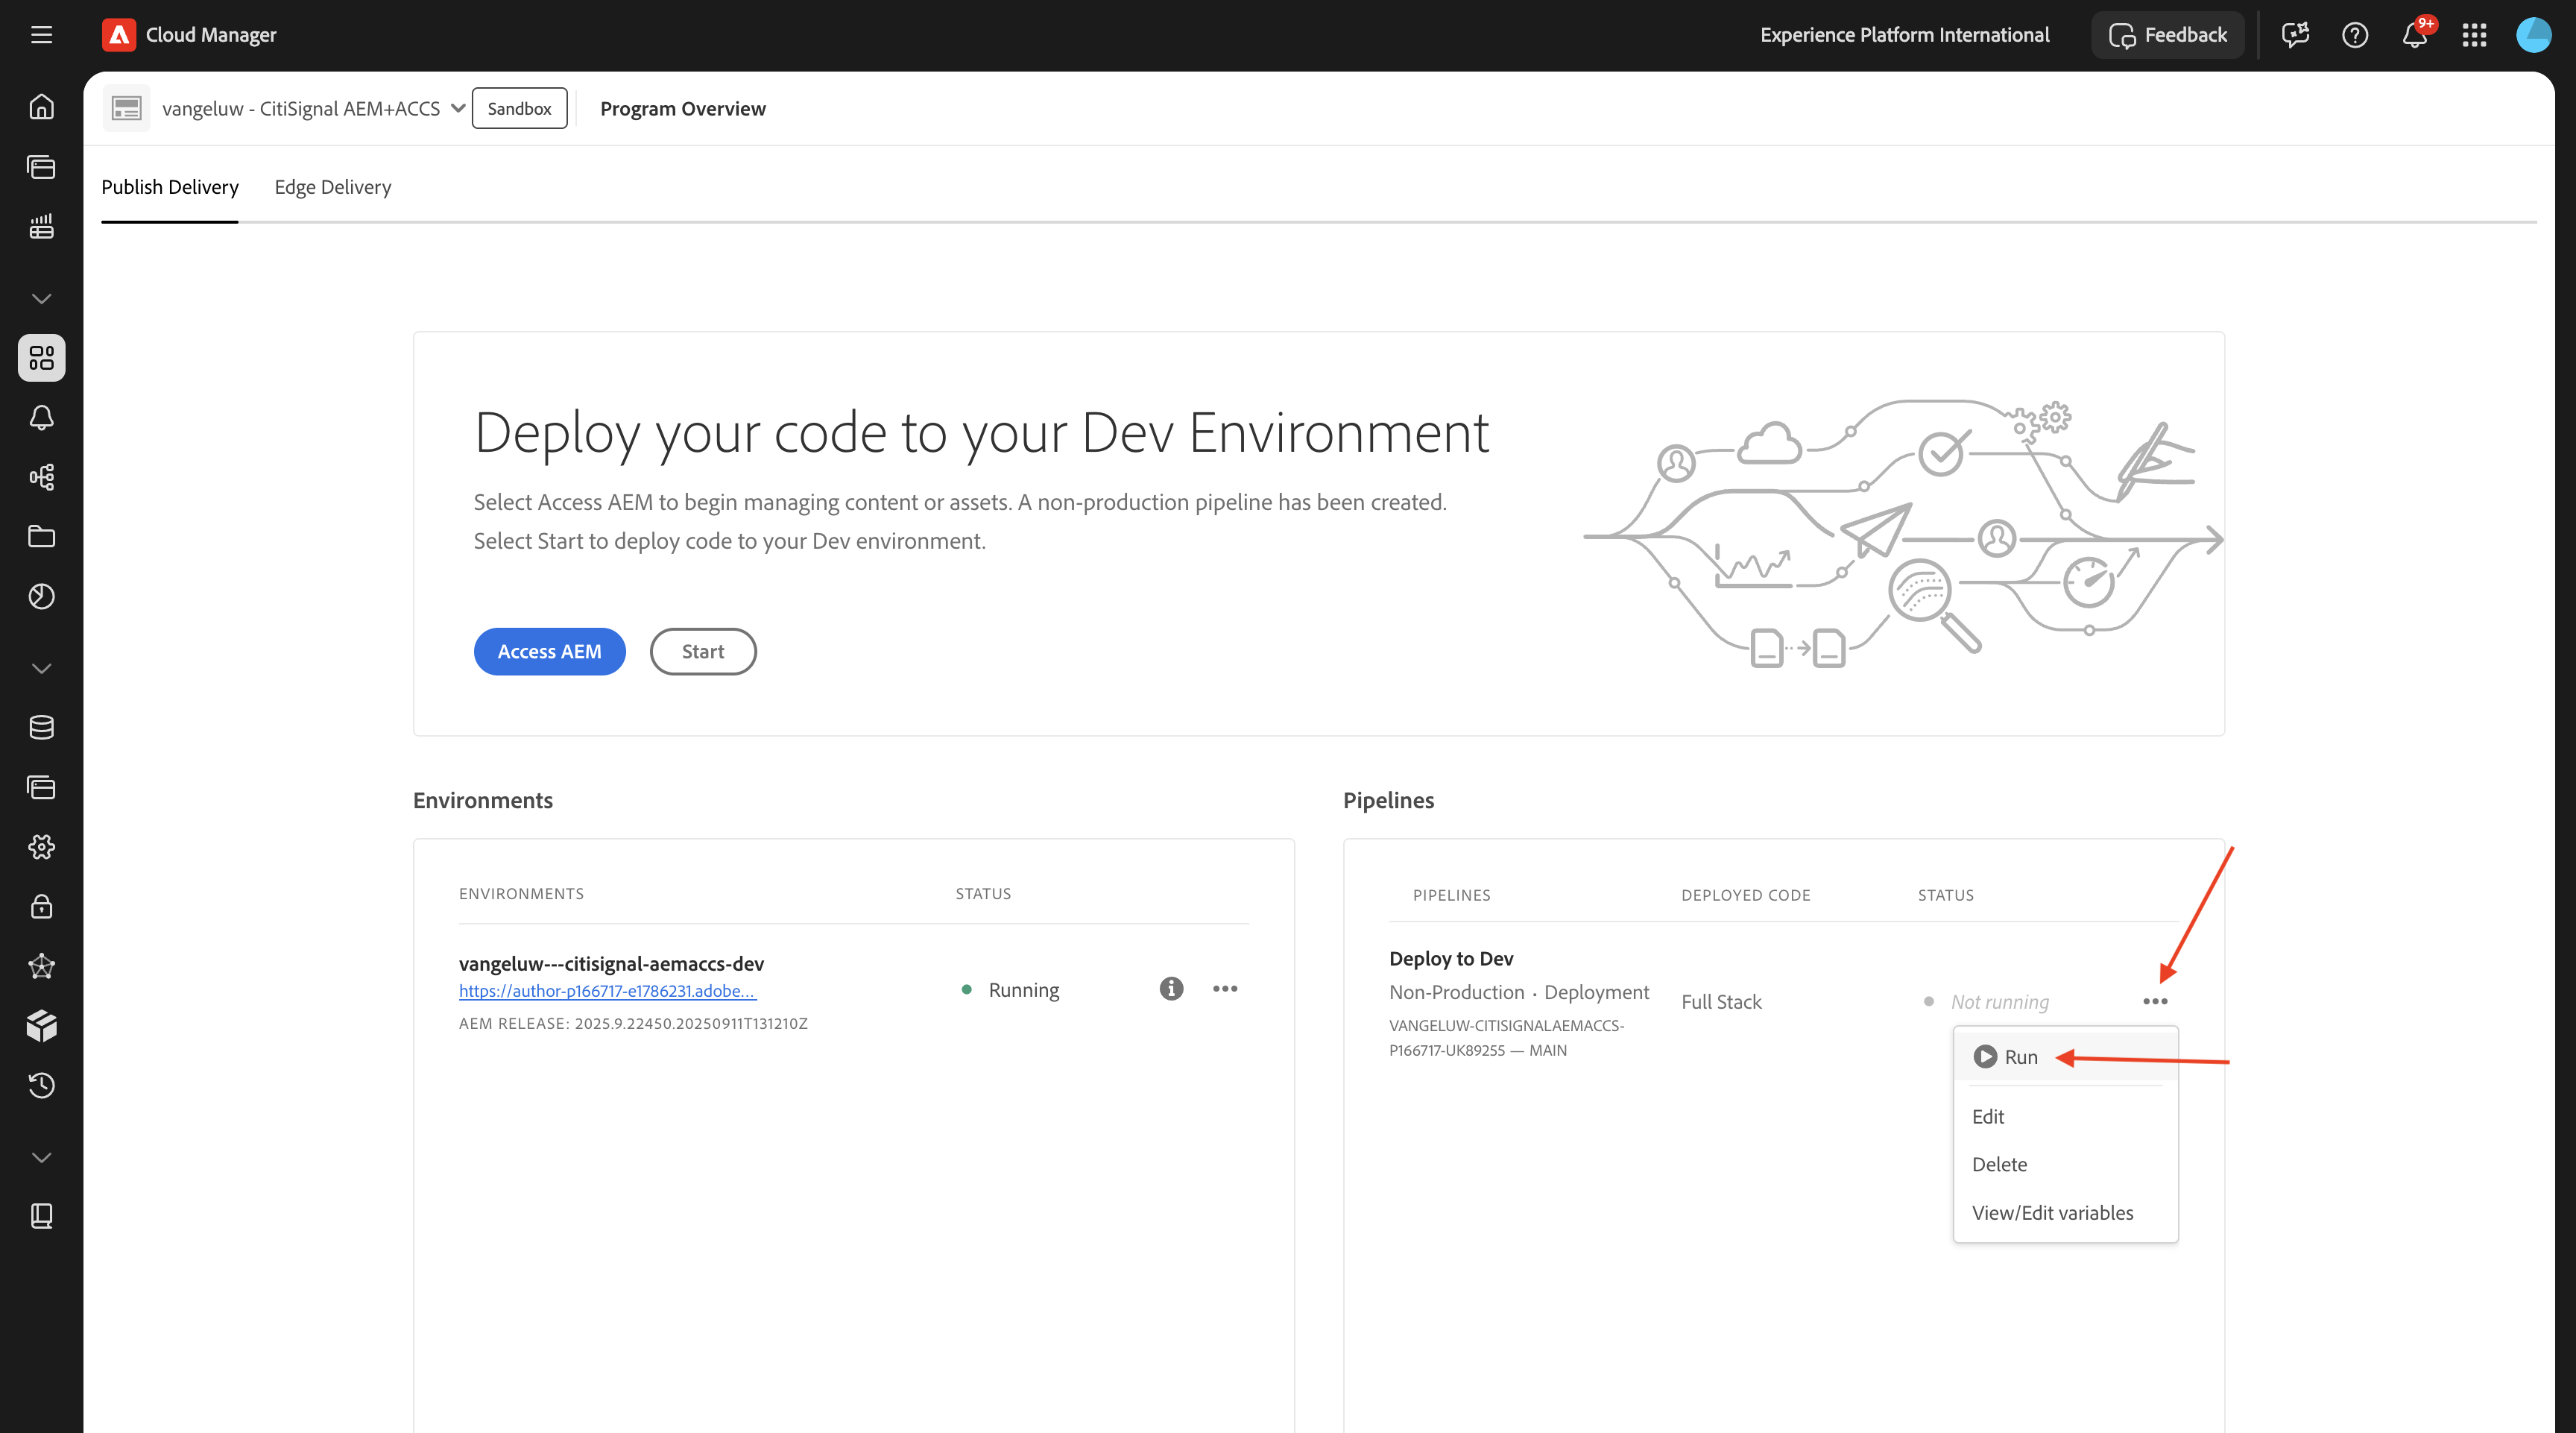 Cloud Manager
Experience Platform International
Feedback
9+
vangeluw - CitiSignal AEM+ACCS
Sandbox
Program Overview
Publish Delivery
Edge Delivery
Deploy your code to your Dev Environment
Select Access AEM to begin managing content or assets. A non-production pipeline has been created.
Select Start to deploy code to your Dev environment.
Access AEM
Start
Environments
ENVIRONMENTS
STATUS
vangeluw---citisignal-aemaccs-dev
https://author-p166717-e1786231.adobe...
Running
AEM RELEASE: 2025.9.22450.20250911T131210Z
Pipelines
PIPELINES
DEPLOYED CODE
STATUS
Deploy to Dev
Non-Production · Deployment
VANGELUW-CITISIGNALAEMACCS-
P166717-UK89255 — MAIN
Full Stack
Not running
Run
Edit
Delete
View/Edit variables